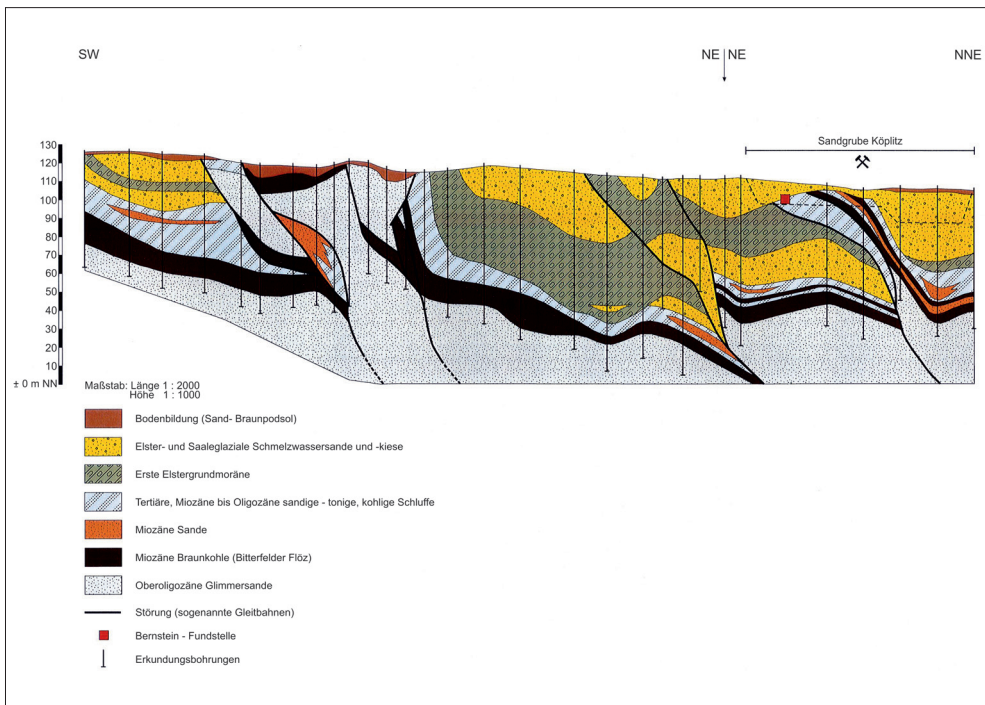 SW
NE NE
NNE
Sandgrube Köplitz
130
120
110
100
90
80
70
60
50
40
30
20
10
± 0 m NN
Maßstab: Länge 1 : 2000
Höhe 1 : 1000
Bodenbildung (Sand- Braunpodsol)
Elster- und Saaleglaziale Schmelzwassersande und -kiese
Erste Elstergrundmoräne
Tertiäre, Miozäne bis Oligozäne sandige - tonige, kohlige Schluffe
Miozäne Sande
Miozäne Braunkohle (Bitterfelder Flöz)
Oberoligozäne Glimmersande
Störung (sogenannte Gleitbahnen)
Bernstein - Fundstelle
Erkundungsbohrungen